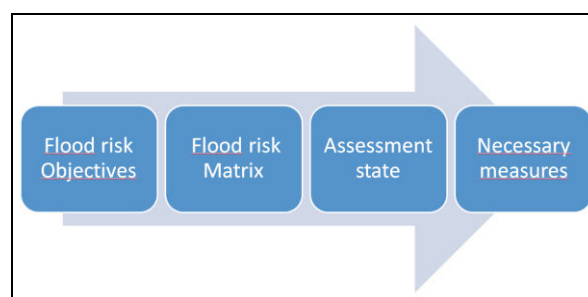 Flood risk
Objectives
Flood risk
Matrix
Assessment
state
Necessary
measures